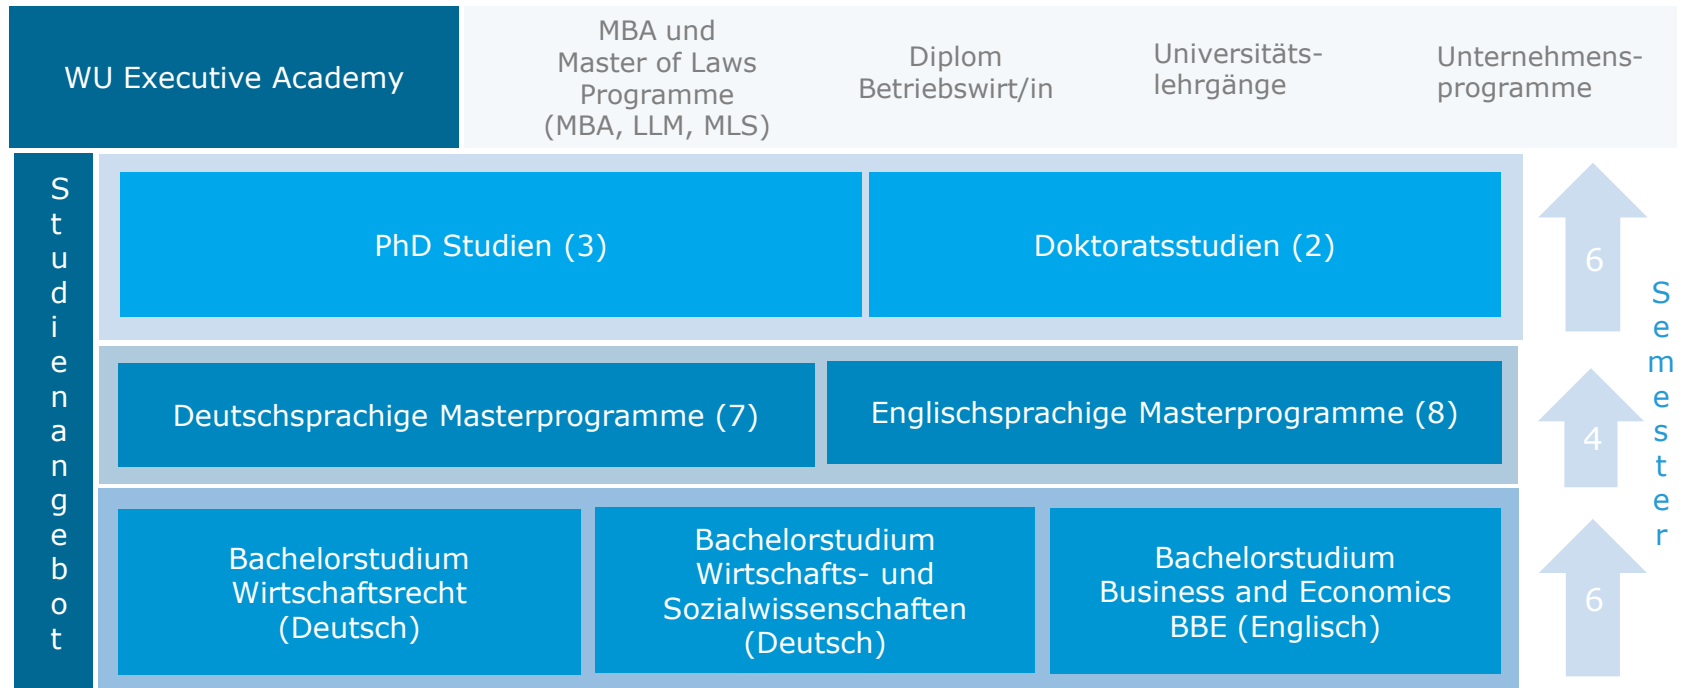 WU Executive Academy
MBA und
Master of Laws
Programme
(MBA, LLM, MLS)
Diplom
Betriebswirt/in
Universitäts-
lehrgänge
Unternehmens-
programme
Studienangebot
PhD Studien (3)
Doktoratsstudien (2)
6
Deutschsprachige Masterprogramme (7)
Englischsprachige Masterprogramme (8)
4
Bachelorstudium
Wirtschaftsrecht
(Deutsch)
Bachelorstudium
Wirtschafts- und
Sozialwissenschaften
(Deutsch)
Bachelorstudium
Business and Economics
BBE (Englisch)
6
Semester